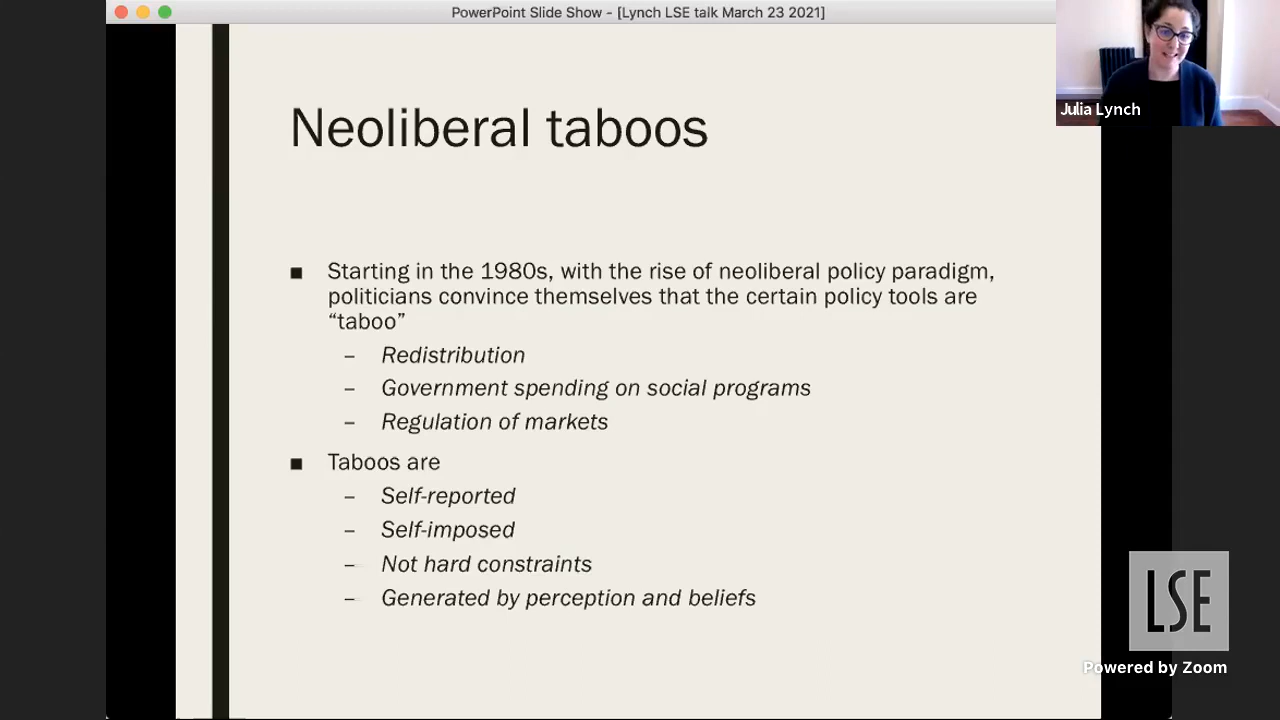 PowerPoint Slide Show - [Lynch LSE talk March 23 2021]
Julia Lynch
Neoliberal taboos
■ Starting in the 1980s, with the rise of neoliberal policy paradigm,
politicians convince themselves that the certain policy tools are
“taboo”
– Redistribution
– Government spending on social programs
– Regulation of markets
■ Taboos are
– Self-reported
– Self-imposed
– Not hard constraints
– Generated by perception and beliefs
LSE
Powered by Zoom